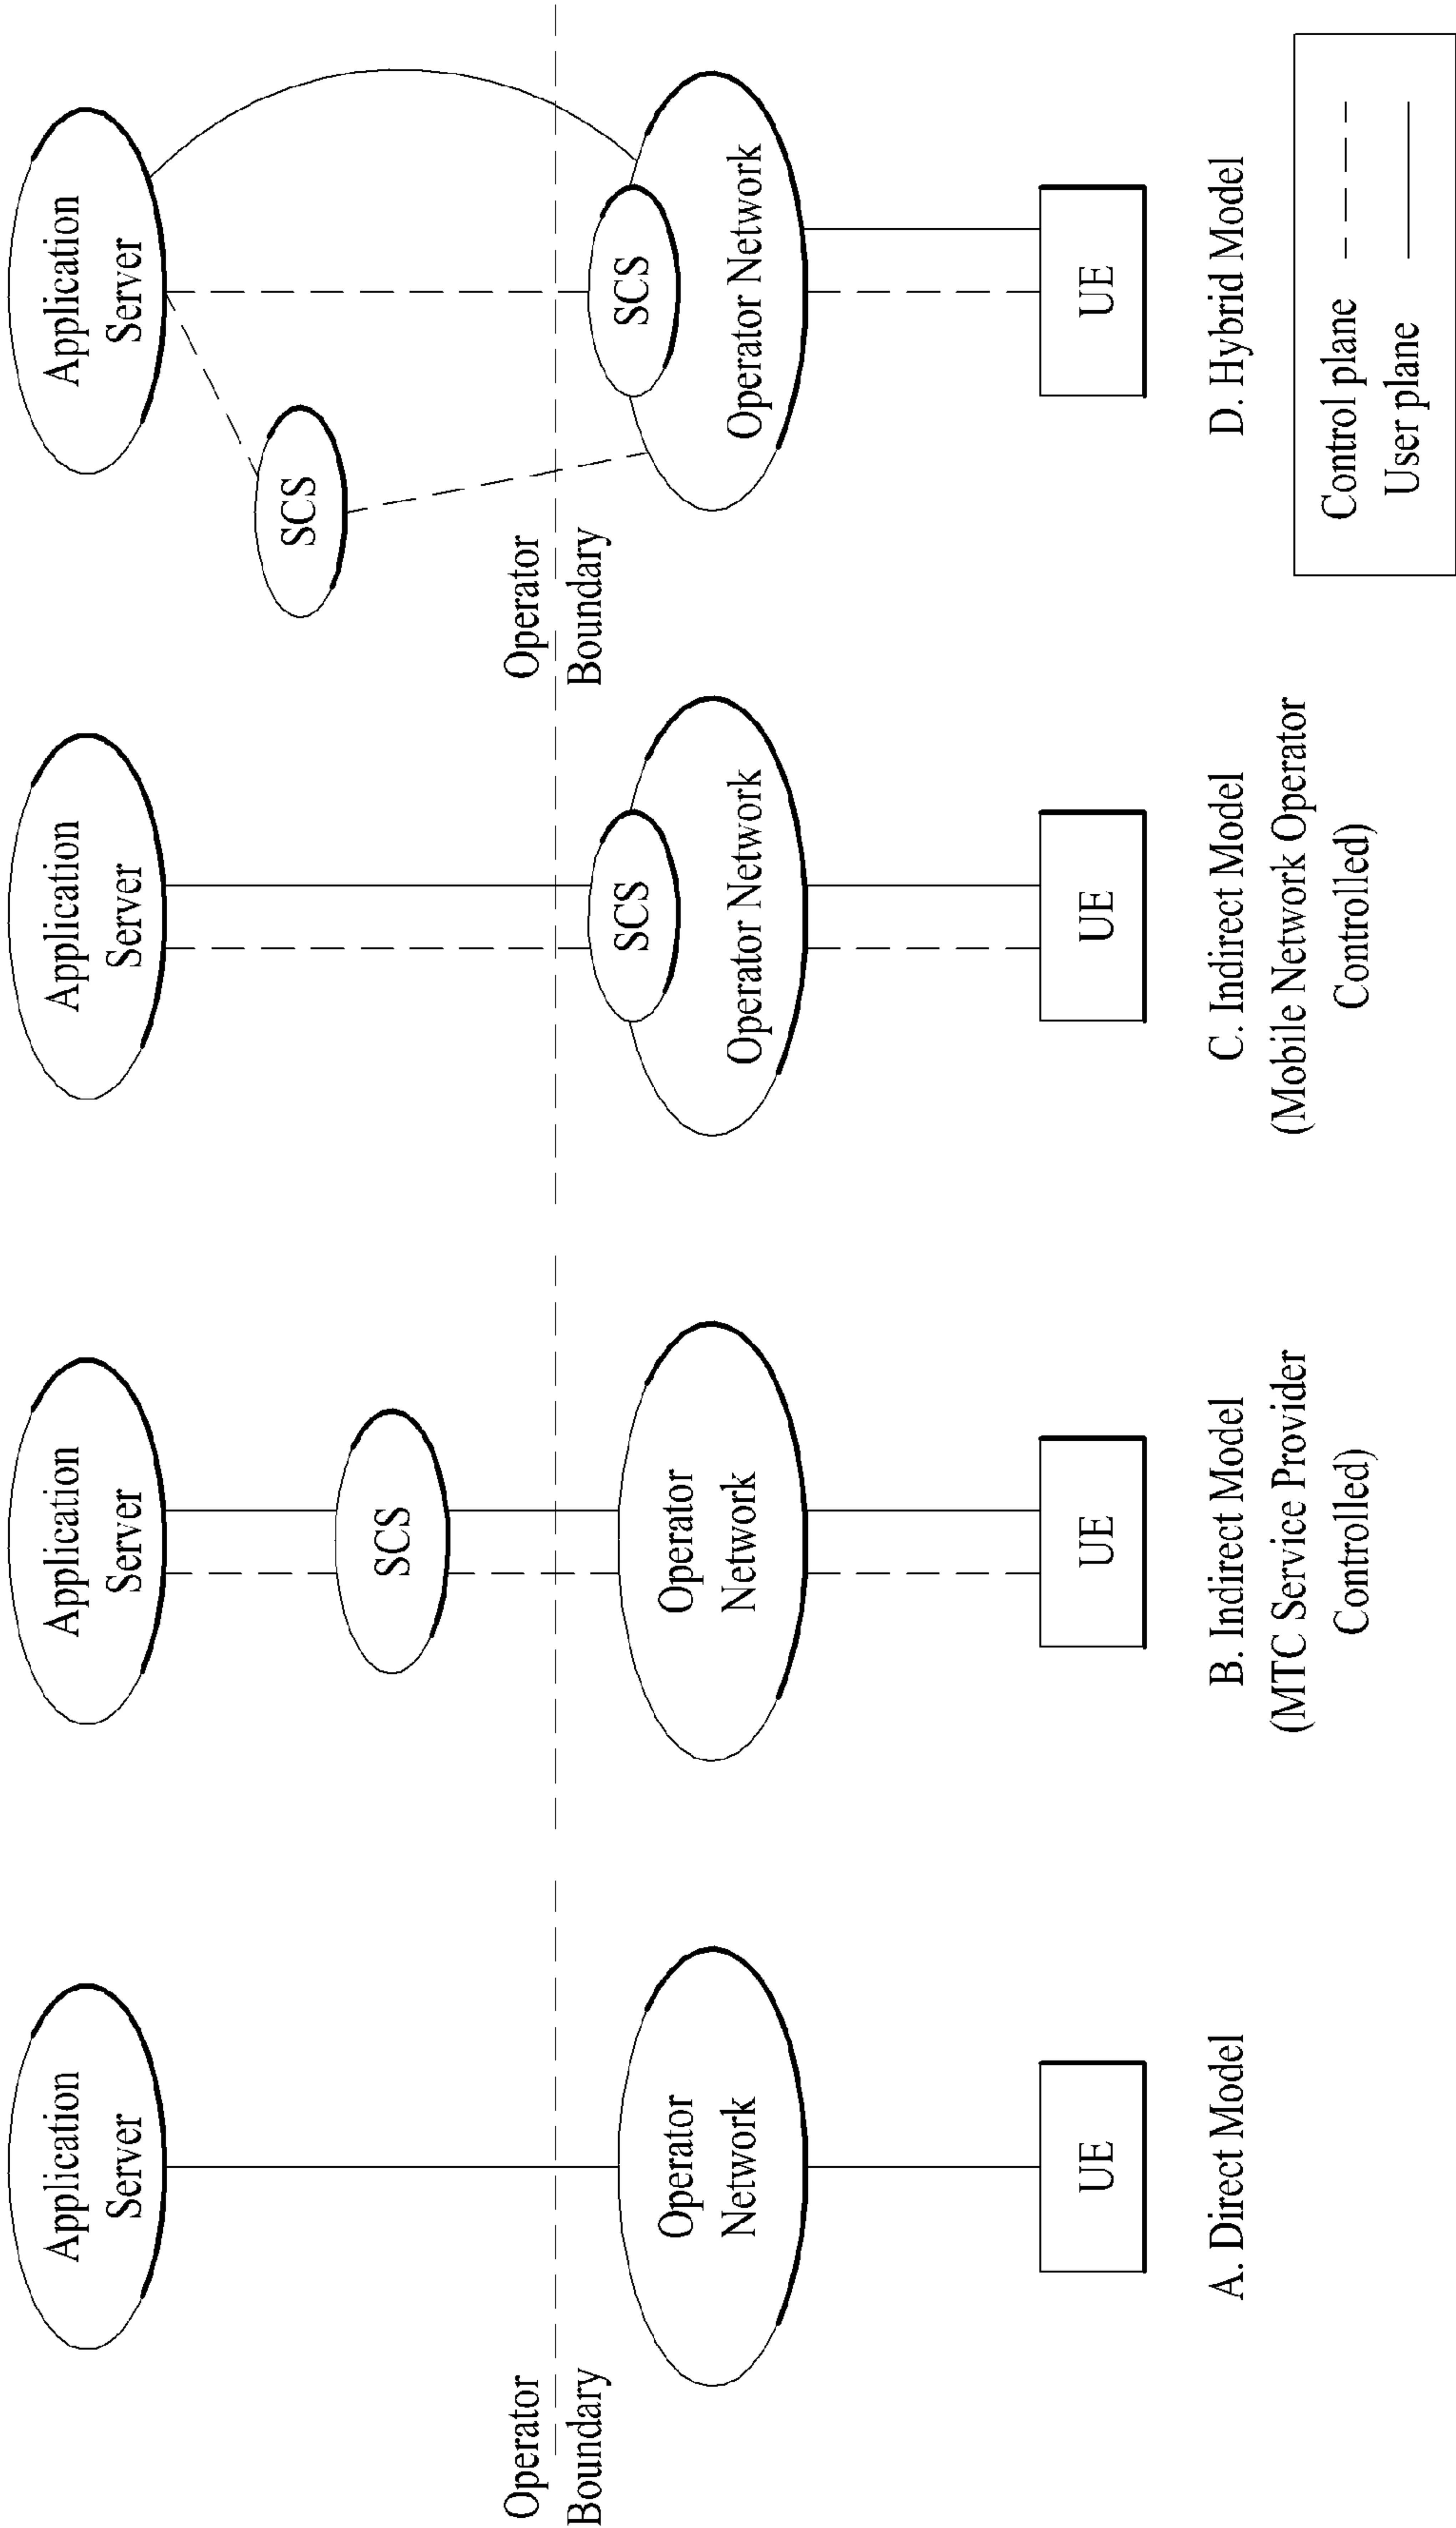 Application
Server
Operator
Boundary
Operator
Network
UE
A. Direct Model
Application
Server
SCS
Operator
Network
UE
B. Indirect Model
(MTC Service Provider
Controlled)
Application
Server
SCS
Operator Network
UE
C. Indirect Model
(Mobile Network Operator
Controlled)
Application
Server
SCS
Operator
Boundary
SCS
Operator Network
UE
D. Hybrid Model
Control plane
User plane